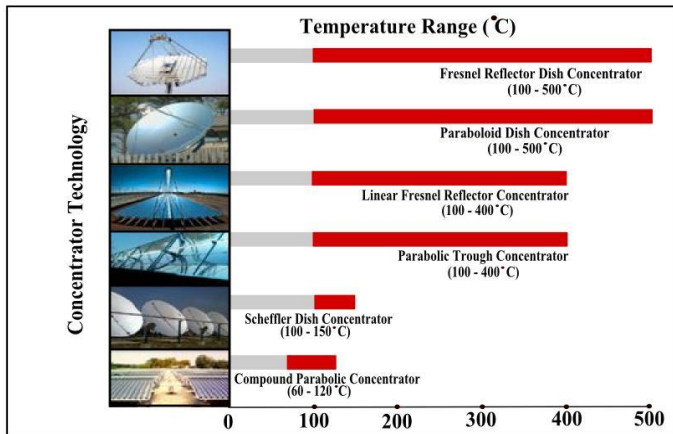 Temperature Range (°C)
Concentrator Technology
Fresnel Reflector Dish Concentrator
(100 - 500°C)
Paraboloid Dish Concentrator
(100 - 500°C)
Linear Fresnel Reflector Concentrator
(100 - 400°C)
Parabolic Trough Concentrator
(100 - 400°C)
Scheffler Dish Concentrator
(100 - 150°C)
Compound Parabolic Concentrator
(60 - 120°C)
0 100 200 300 400 500